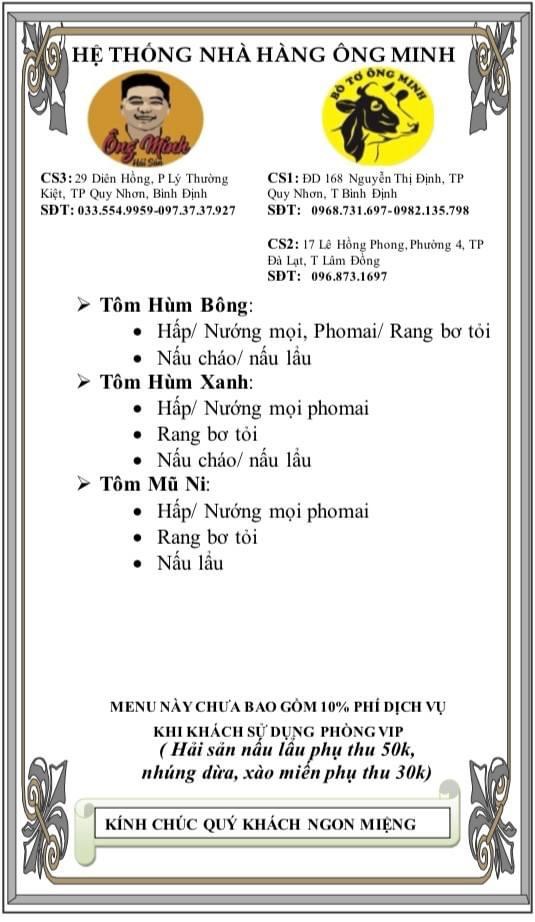 HỆ THỐNG NHÀ HÀNG ÔNG MINH
Ông Minh
Hải Sản
BÒ TƠ ÔNG MINH
CS3: 29 Diên Hồng, P Lý Thường
Kiệt, TP Quy Nhơn, Bình Định
SĐT: 033.554.9959-097.37.37.927
CS1: ĐD 168 Nguyễn Thị Định, TP
Quy Nhơn, T Bình Định
SĐT: 0968.731.697-0982.135.798
CS2: 17 Lê Hồng Phong, Phường 4, TP
Đà Lạt, T Lâm Đồng
SĐT: 096.873.1697
➢ Tôm Hùm Bông:
• Hấp/ Nướng mọi, Phomai/ Rang bơ tỏi
• Nấu cháo/ nấu lẩu
➢ Tôm Hùm Xanh:
• Hấp/ Nướng mọi phomai
• Rang bơ tỏi
• Nấu cháo/ nấu lẩu
➢ Tôm Mũ Ni:
• Hấp/ Nướng mọi phomai
• Rang bơ tỏi
• Nấu lẩu
MENU NÀY CHƯA BAO GỒM 10% PHÍ DỊCH VỤ
KHI KHÁCH SỬ DỤNG PHÒNG VIP
( Hải sản nấu lẩu phụ thu 50k,
nhúng dừa, xào miến phụ thu 30k)
KÍNH CHÚC QUÝ KHÁCH NGON MIỆNG